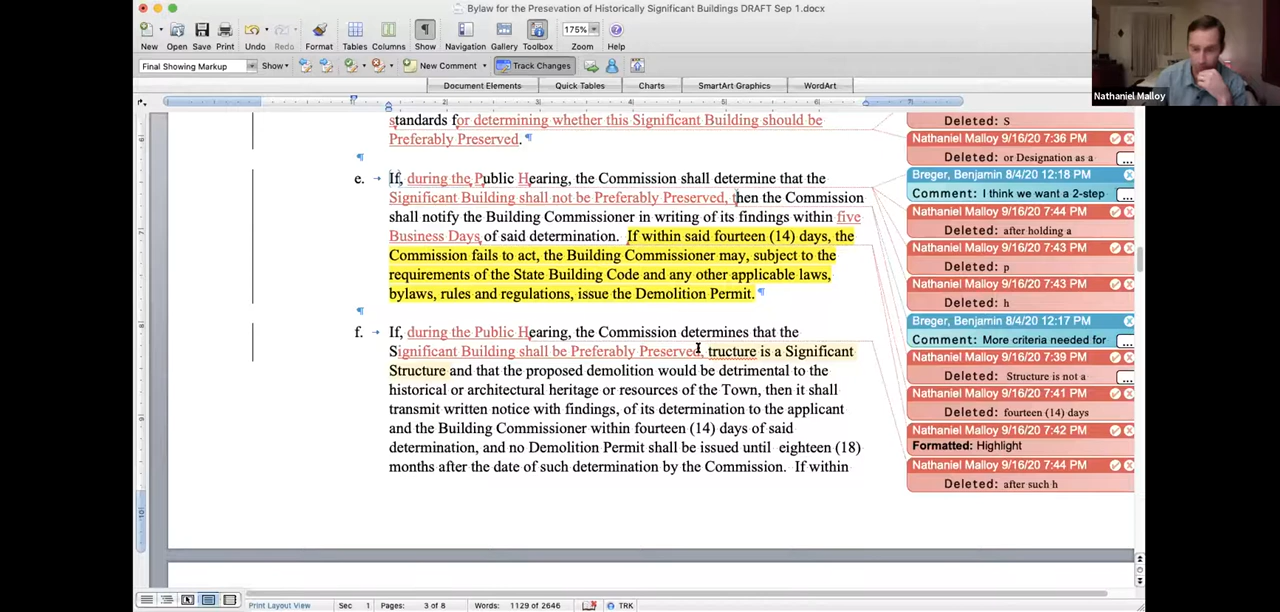 Bylaw for the Presevation of Historically Significant Buildings DRAFT Sep 1.docx
175%
New Open Save Print Undo Redo Format Tables Columns Show Navigation Gallery Toolbox Zoom Help
Final Showing Markup Show New Comment Track Changes
Nathaniel Malloy
Document Elements Quick Tables Charts SmartArt Graphics WordArt
standards for determining whether this Significant Building should be
Preferably Preserved. ¶
¶
e. If, during the Public Hearing, the Commission shall determine that the
Significant Building shall not be Preferably Preserved, then the Commission
shall notify the Building Commissioner in writing of its findings within five
Business Days of said determination. If within said fourteen (14) days, the
Commission fails to act, the Building Commissioner may, subject to the
requirements of the State Building Code and any other applicable laws,
bylaws, rules and regulations, issue the Demolition Permit. ¶
¶
f. If, during the Public Hearing, the Commission determines that the
Significant Building shall be Preferably Preserved, tructure is a Significant
Structure and that the proposed demolition would be detrimental to the
historical or architectural heritage or resources of the Town, then it shall
transmit written notice with findings, of its determination to the applicant
and the Building Commissioner within fourteen (14) days of said
determination, and no Demolition Permit shall be issued until eighteen (18)
months after the date of such determination by the Commission. If within
Deleted: S
Nathaniel Malloy 9/16/20 7:36 PM
Deleted: or Designation as a
...
Breger, Benjamin 8/4/20 12:18 PM
Comment: I think we want a 2-step
...
Nathaniel Malloy 9/16/20 7:44 PM
Deleted: after holding a
Nathaniel Malloy 9/16/20 7:43 PM
Deleted: p
Nathaniel Malloy 9/16/20 7:43 PM
Deleted: h
Breger, Benjamin 8/4/20 12:17 PM
Comment: More criteria needed for
...
Nathaniel Malloy 9/16/20 7:39 PM
Deleted: Structure is not a
...
Nathaniel Malloy 9/16/20 7:41 PM
Deleted: fourteen (14) days
Nathaniel Malloy 9/16/20 7:42 PM
Formatted: Highlight
Nathaniel Malloy 9/16/20 7:44 PM
Deleted: after such h
Print Layout View Sec 1 Pages: 3 of 8 Words: 1129 of 2646 TRK